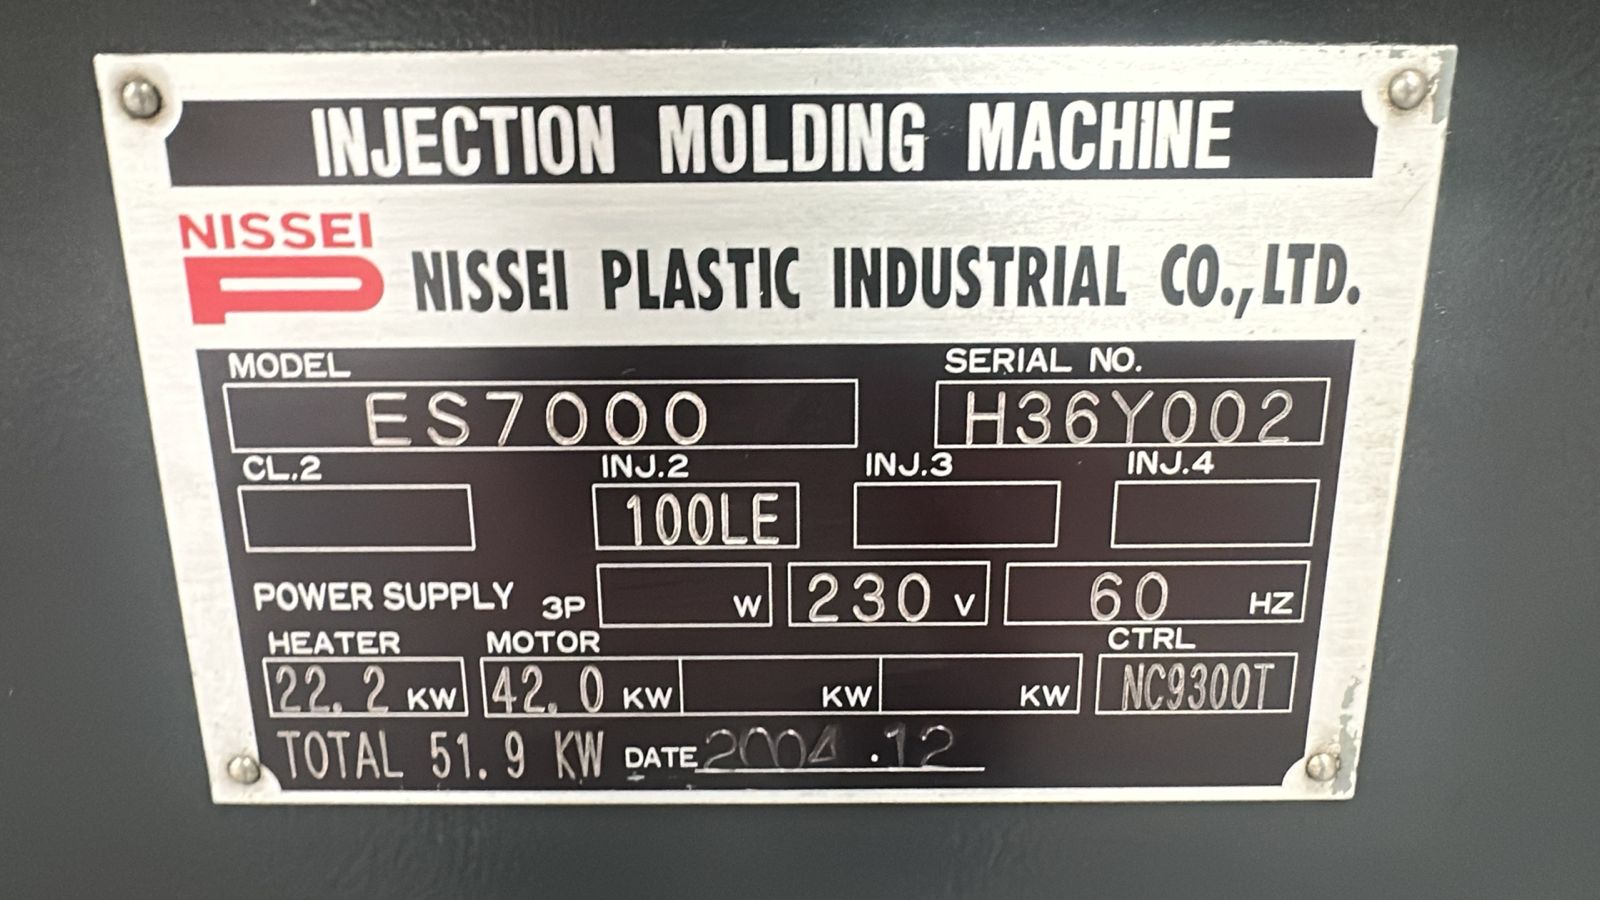 INJECTION MOLDING MACHINE
NISSEI
NISSEI PLASTIC INDUSTRIAL CO.,LTD.
MODEL SERIAL NO.
ES7000 H36Y002
CL.2 INJ.2 INJ.3 INJ.4
100LE
POWER SUPPLY 3P W 230 V 60 HZ
HEATER MOTOR CTRL
22.2 KW 42.0 KW KW KW NC9300T
TOTAL 51.9 KW DATE 2004.12